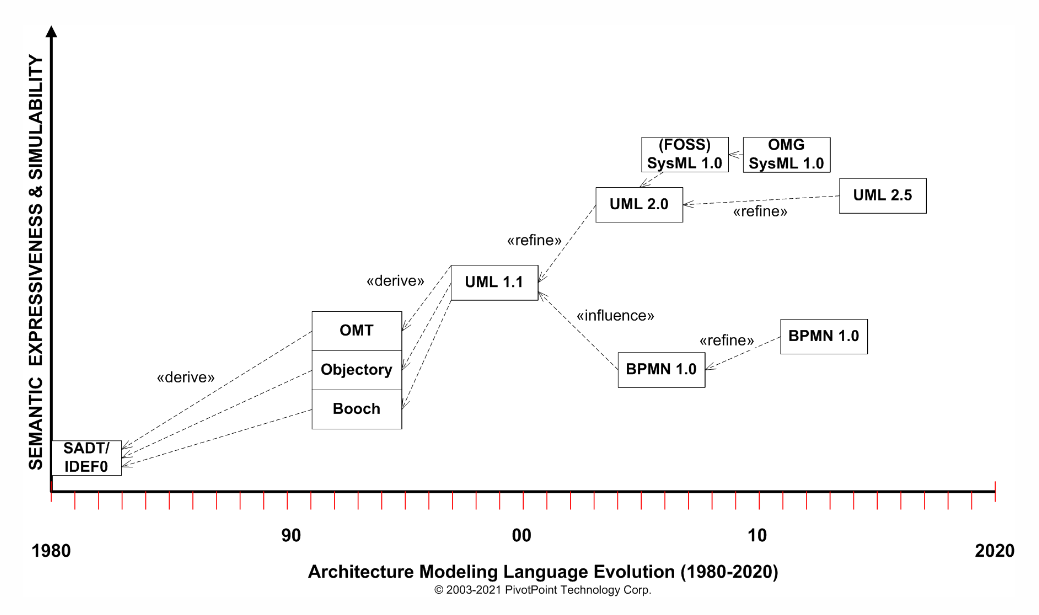 SEMANTIC EXPRESSIVENESS & SIMULABILITY
(FOSS)
SysML 1.0
OMG
SysML 1.0
UML 2.0
UML 2.5
«refine»
«refine»
UML 1.1
«derive»
«influence»
OMT
BPMN 1.0
«refine»
Objectory
BPMN 1.0
«derive»
Booch
SADT/
IDEF0
90
00
10
1980
2020
Architecture Modeling Language Evolution (1980-2020)
© 2003-2021 PivotPoint Technology Corp.